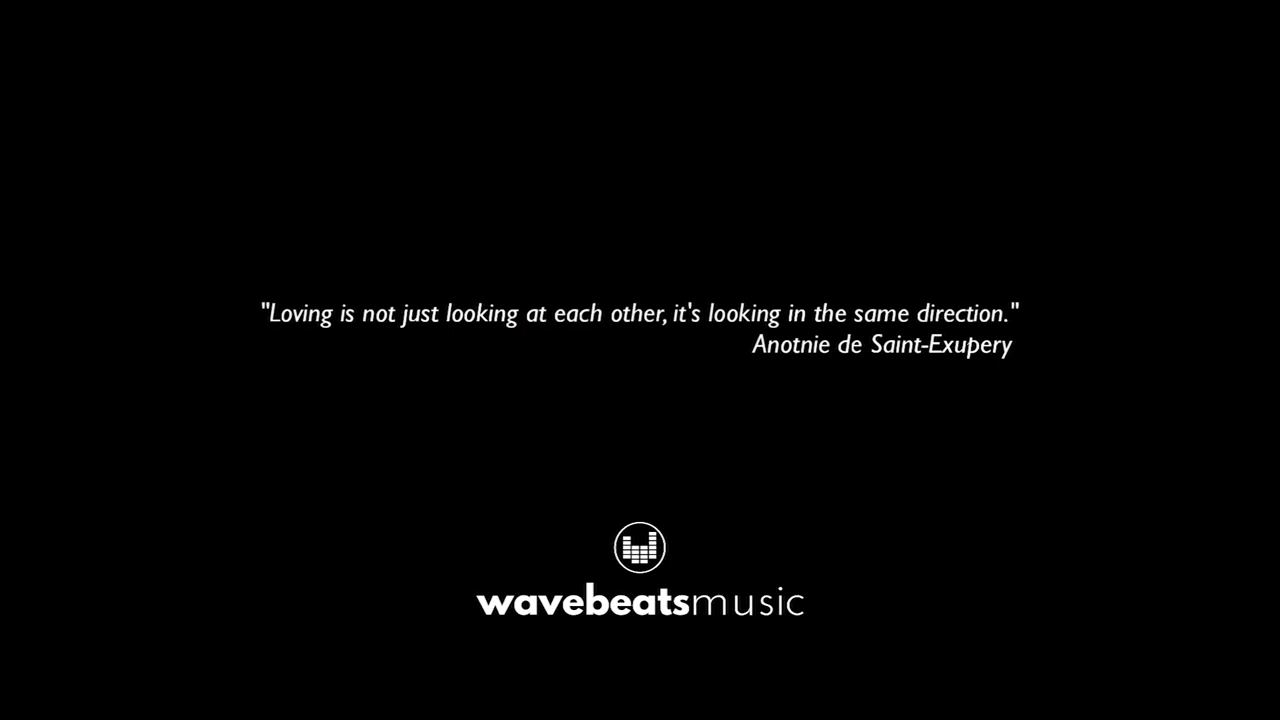 "Loving is not just looking at each other, it's looking in the same direction."
Anotnie de Saint-Exupery
wavebeatsmusic